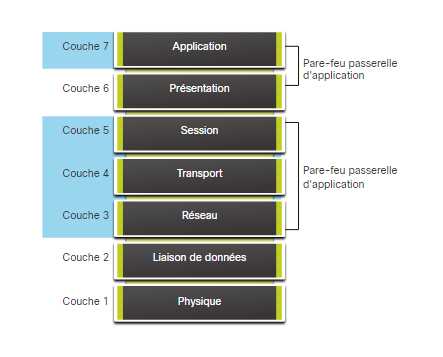 Couche 7 Application
Pare-feu passerelle
d'application
Couche 6 Présentation
Couche 5 Session
Couche 4 Transport
Pare-feu passerelle
d'application
Couche 3 Réseau
Couche 2 Liaison de données
Couche 1 Physique